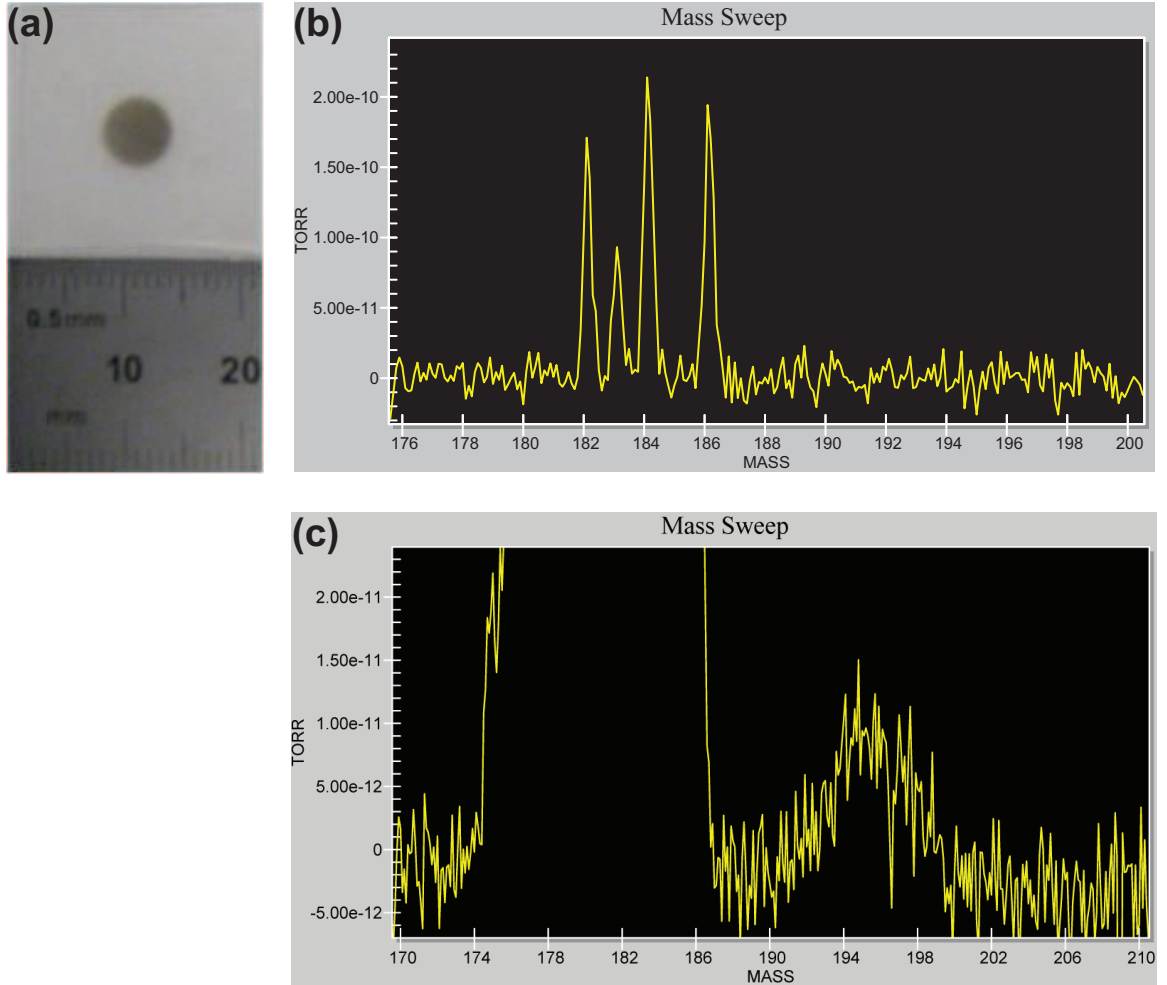 (a)
0.5 mm
10 20
mm
(b)
Mass Sweep
TORR
2.00e-10
1.50e-10
1.00e-10
5.00e-11
0
176 178 180 182 184 186 188 190 192 194 196 198 200
MASS
(c)
Mass Sweep
TORR
2.00e-11
1.50e-11
1.00e-11
5.00e-12
0
-5.00e-12
170 174 178 182 186 190 194 198 202 206 210
MASS